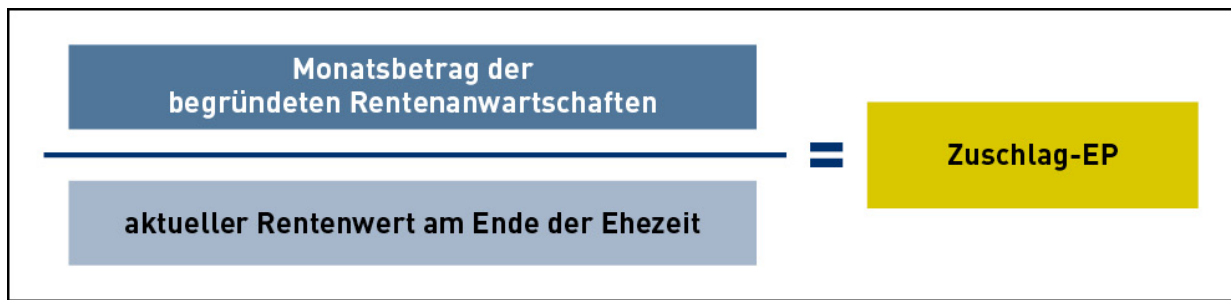 Monatsbetrag der
begründeten Rentenanwartschaften
aktueller Rentenwert am Ende der Ehezeit
=
Zuschlag-EP